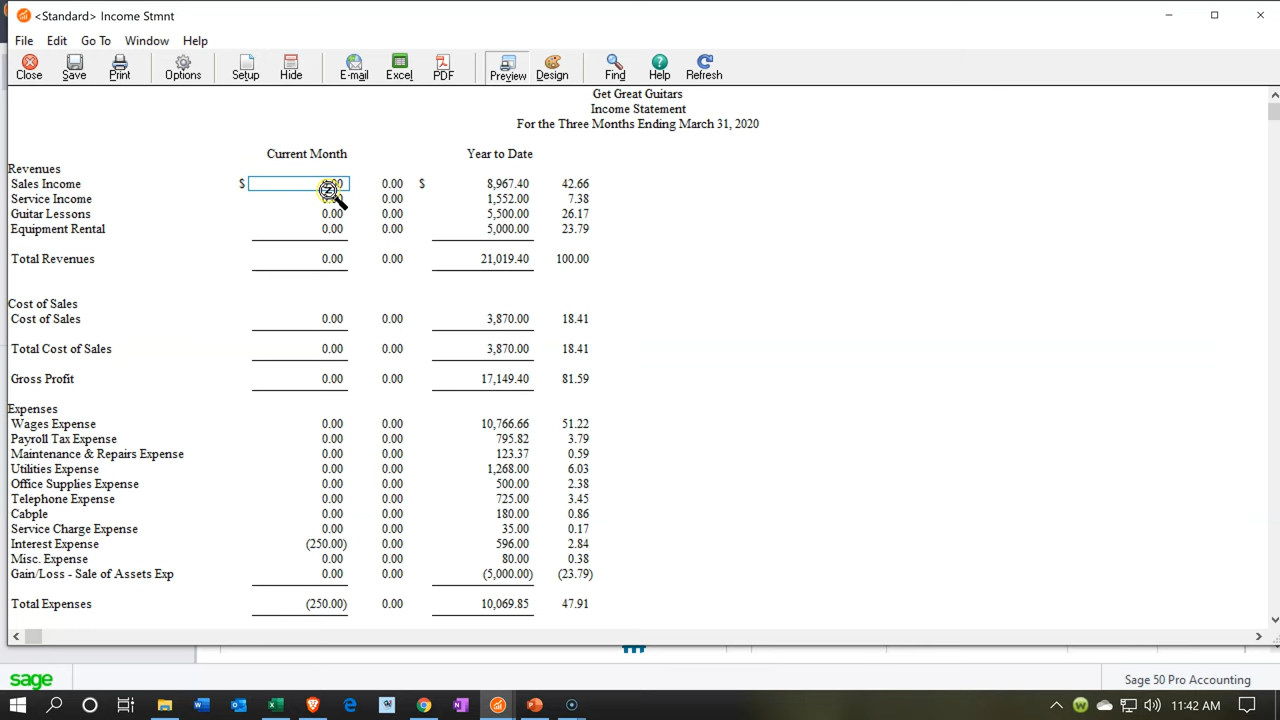 <Standard> Income Stmnt
File Edit Go To Window Help
Close Save Print Options Setup Hide E-mail Excel PDF Preview Design Find Help Refresh
Get Great Guitars
Income Statement
For the Three Months Ending March 31, 2020
Current Month Year to Date
Revenues
Sales Income $ 0.00 $ 8,967.40 42.66
Service Income 0.00 1,552.00 7.38
Guitar Lessons 0.00 0.00 5,500.00 26.17
Equipment Rental 0.00 0.00 5,000.00 23.79
Total Revenues 0.00 0.00 21,019.40 100.00
Cost of Sales
Cost of Sales 0.00 0.00 3,870.00 18.41
Total Cost of Sales 0.00 0.00 3,870.00 18.41
Gross Profit 0.00 0.00 17,149.40 81.59
Expenses
Wages Expense 0.00 0.00 10,766.66 51.22
Payroll Tax Expense 0.00 0.00 795.82 3.79
Maintenance & Repairs Expense 0.00 0.00 123.37 0.59
Utilities Expense 0.00 0.00 1,268.00 6.03
Office Supplies Expense 0.00 0.00 500.00 2.38
Telephone Expense 0.00 0.00 725.00 3.45
Cabple 0.00 0.00 180.00 0.86
Service Charge Expense 0.00 0.00 35.00 0.17
Interest Expense (250.00) 0.00 596.00 2.84
Misc. Expense 0.00 0.00 80.00 0.38
Gain/Loss - Sale of Assets Exp 0.00 0.00 (5,000.00) (23.79)
Total Expenses (250.00) 0.00 10,069.85 47.91
sage Sage 50 Pro Accounting
11:42 AM